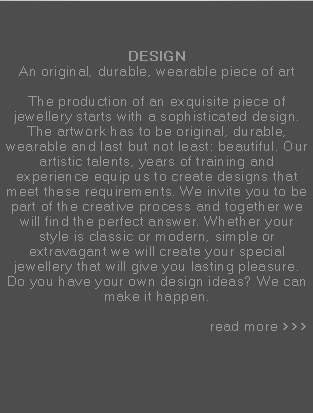 DESIGN
An original, durable, wearable piece of art
The production of an exquisite piece of
jewellery starts with a sophisticated design.
The artwork has to be original, durable,
wearable and last but not least: beautiful. Our
artistic talents, years of training and
experience equip us to create designs that
meet these requirements. We invite you to be
part of the creative process and together we
will find the perfect answer. Whether your
style is classic or modern, simple or
extravagant we will create your special
jewellery that will give you lasting pleasure.
Do you have your own design ideas? We can
make it happen.
read more >>>